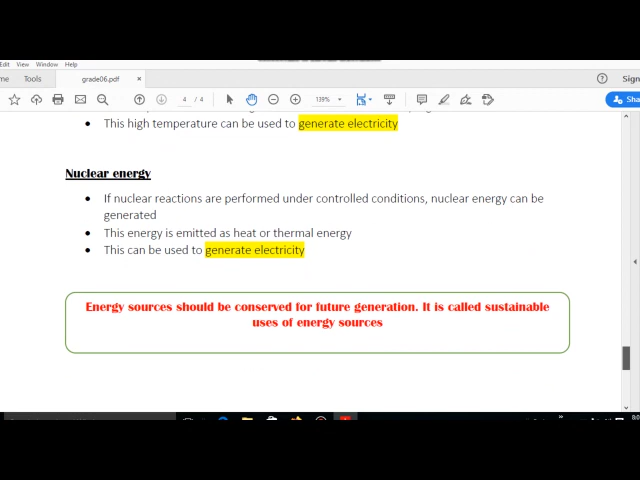 Edit View Window Help
me Tools grade06.pdf × Sign
4 / 4 139% Sha
This high temperature can be used to generate electricity
Nuclear energy
If nuclear reactions are performed under controlled conditions, nuclear energy can be
generated
This energy is emitted as heat or thermal energy
This can be used to generate electricity
Energy sources should be conserved for future generation. It is called sustainable
uses of energy sources